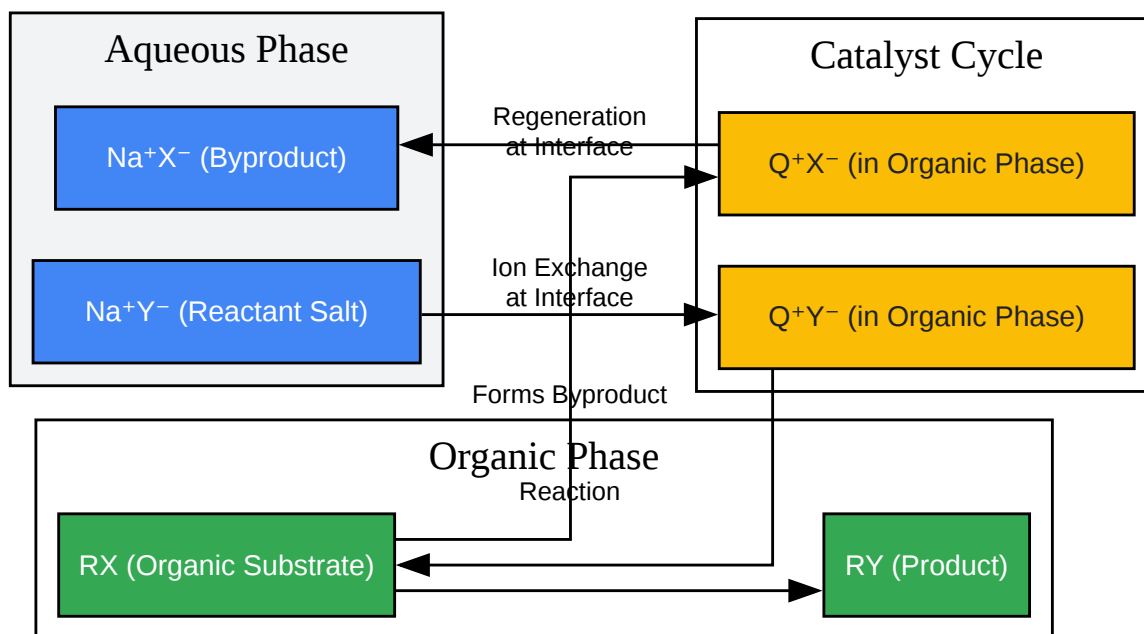 Aqueous Phase
Catalyst Cycle
Regeneration
at Interface
Na⁺X⁻ (Byproduct)
Q⁺X⁻ (in Organic Phase)
Ion Exchange
at Interface
Na⁺Y⁻ (Reactant Salt)
Q⁺Y⁻ (in Organic Phase)
Forms Byproduct
Organic Phase
Reaction
RX (Organic Substrate)
RY (Product)